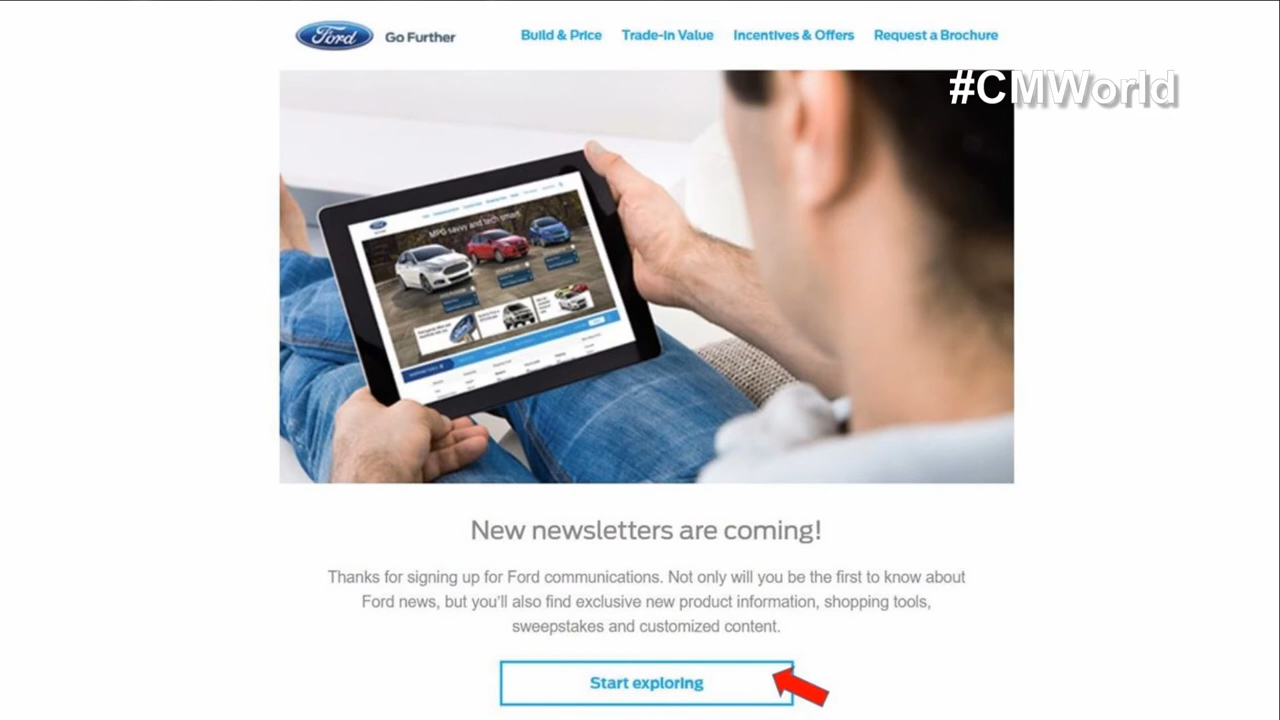 Ford Go Further Build & Price Trade-in Value Incentives & Offers Request a Brochure
#CMWorld
MPG savvy and tech smart
New newsletters are coming!
Thanks for signing up for Ford communications. Not only will you be the first to know about
Ford news, but you'll also find exclusive new product information, shopping tools,
sweepstakes and customized content.
Start exploring